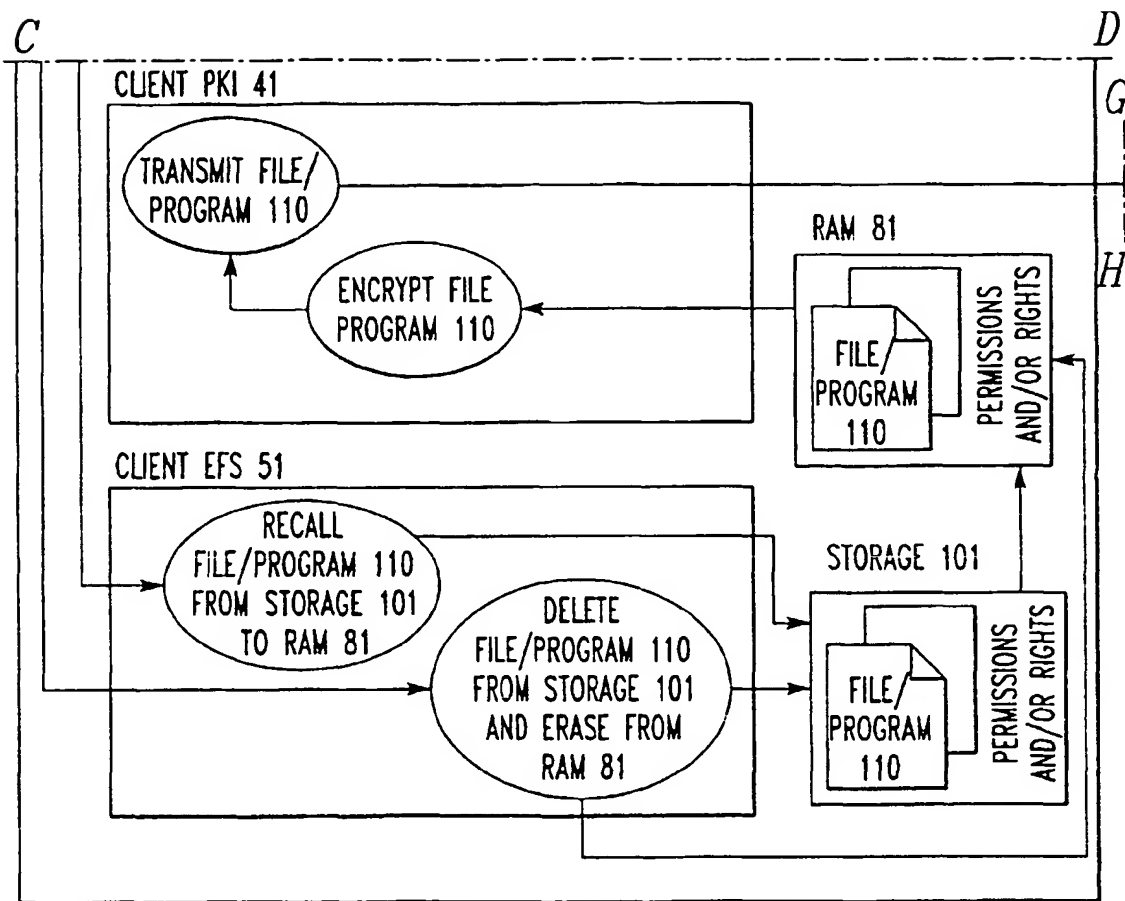 C
D
CLIENT PKI 41
G
TRANSMIT FILE/
PROGRAM 110
RAM 81
H
ENCRYPT FILE
PROGRAM 110
FILE/
PROGRAM
110
PERMISSIONS
AND/OR RIGHTS
CLIENT EFS 51
RECALL
FILE/PROGRAM 110
FROM STORAGE 101
TO RAM 81
STORAGE 101
DELETE
FILE/PROGRAM 110
FROM STORAGE 101
AND ERASE FROM
RAM 81
FILE/
PROGRAM
110
PERMISSIONS
AND/OR RIGHTS